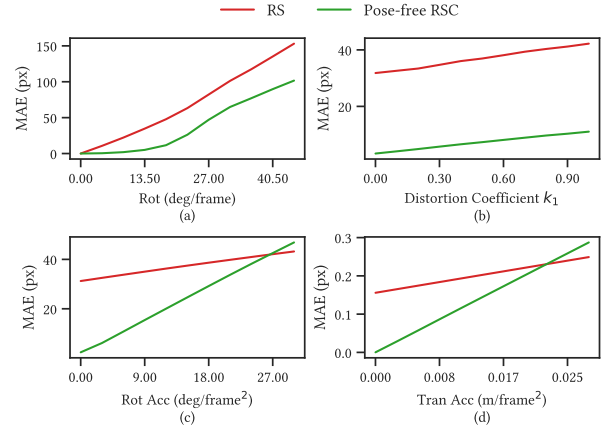 RS Pose-free RSC
MAE (px)
150
100
50
0
0.00 13.50 27.00 40.50
Rot (deg/frame)
(a)
MAE (px)
40
20
0.00 0.30 0.60 0.90
Distortion Coefficient k₁
(b)
MAE (px)
40
20
0.00 9.00 18.00 27.00
Rot Acc (deg/frame²)
(c)
MAE (px)
0.3
0.2
0.1
0.0
0.000 0.008 0.017 0.025
Tran Acc (m/frame²)
(d)